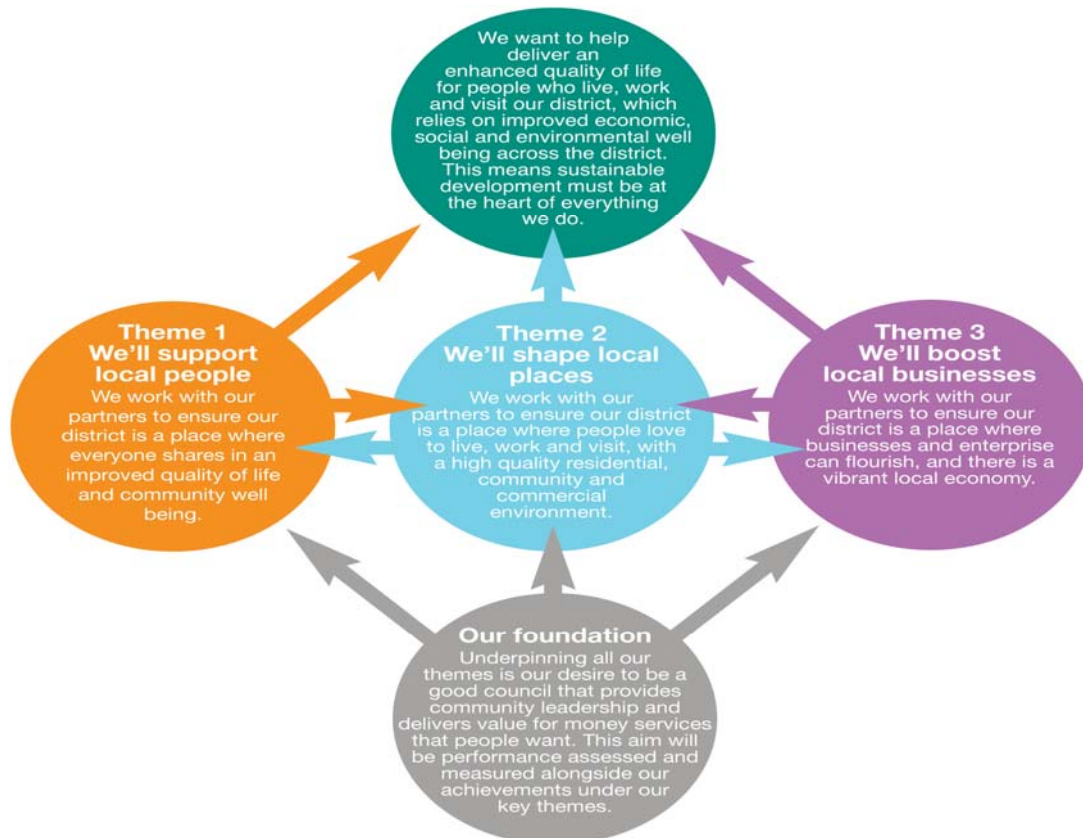 We want to help
deliver an
enhanced quality of life
for people who live, work
and visit our district, which
relies on improved economic,
social and environmental well
being across the district.
This means sustainable
development must be at
the heart of everything
we do.
Theme 1
We'll support
local people
We work with our
partners to ensure our
district is a place where
everyone shares in an
improved quality of life
and community well
being.
Theme 2
We'll shape local
places
We work with our
partners to ensure our district
is a place where people love
to live, work and visit, with
a high quality residential,
community and
commercial
environment.
Theme 3
We'll boost
local businesses
We work with our
partners to ensure our
district is a place where
businesses and enterprise
can flourish, and there is a
vibrant local economy.
Our foundation
Underpinning all our
themes is our desire to be a
good council that provides
community leadership and
delivers value for money services
that people want. This aim will
be performance assessed and
measured alongside our
achievements under our
key themes.